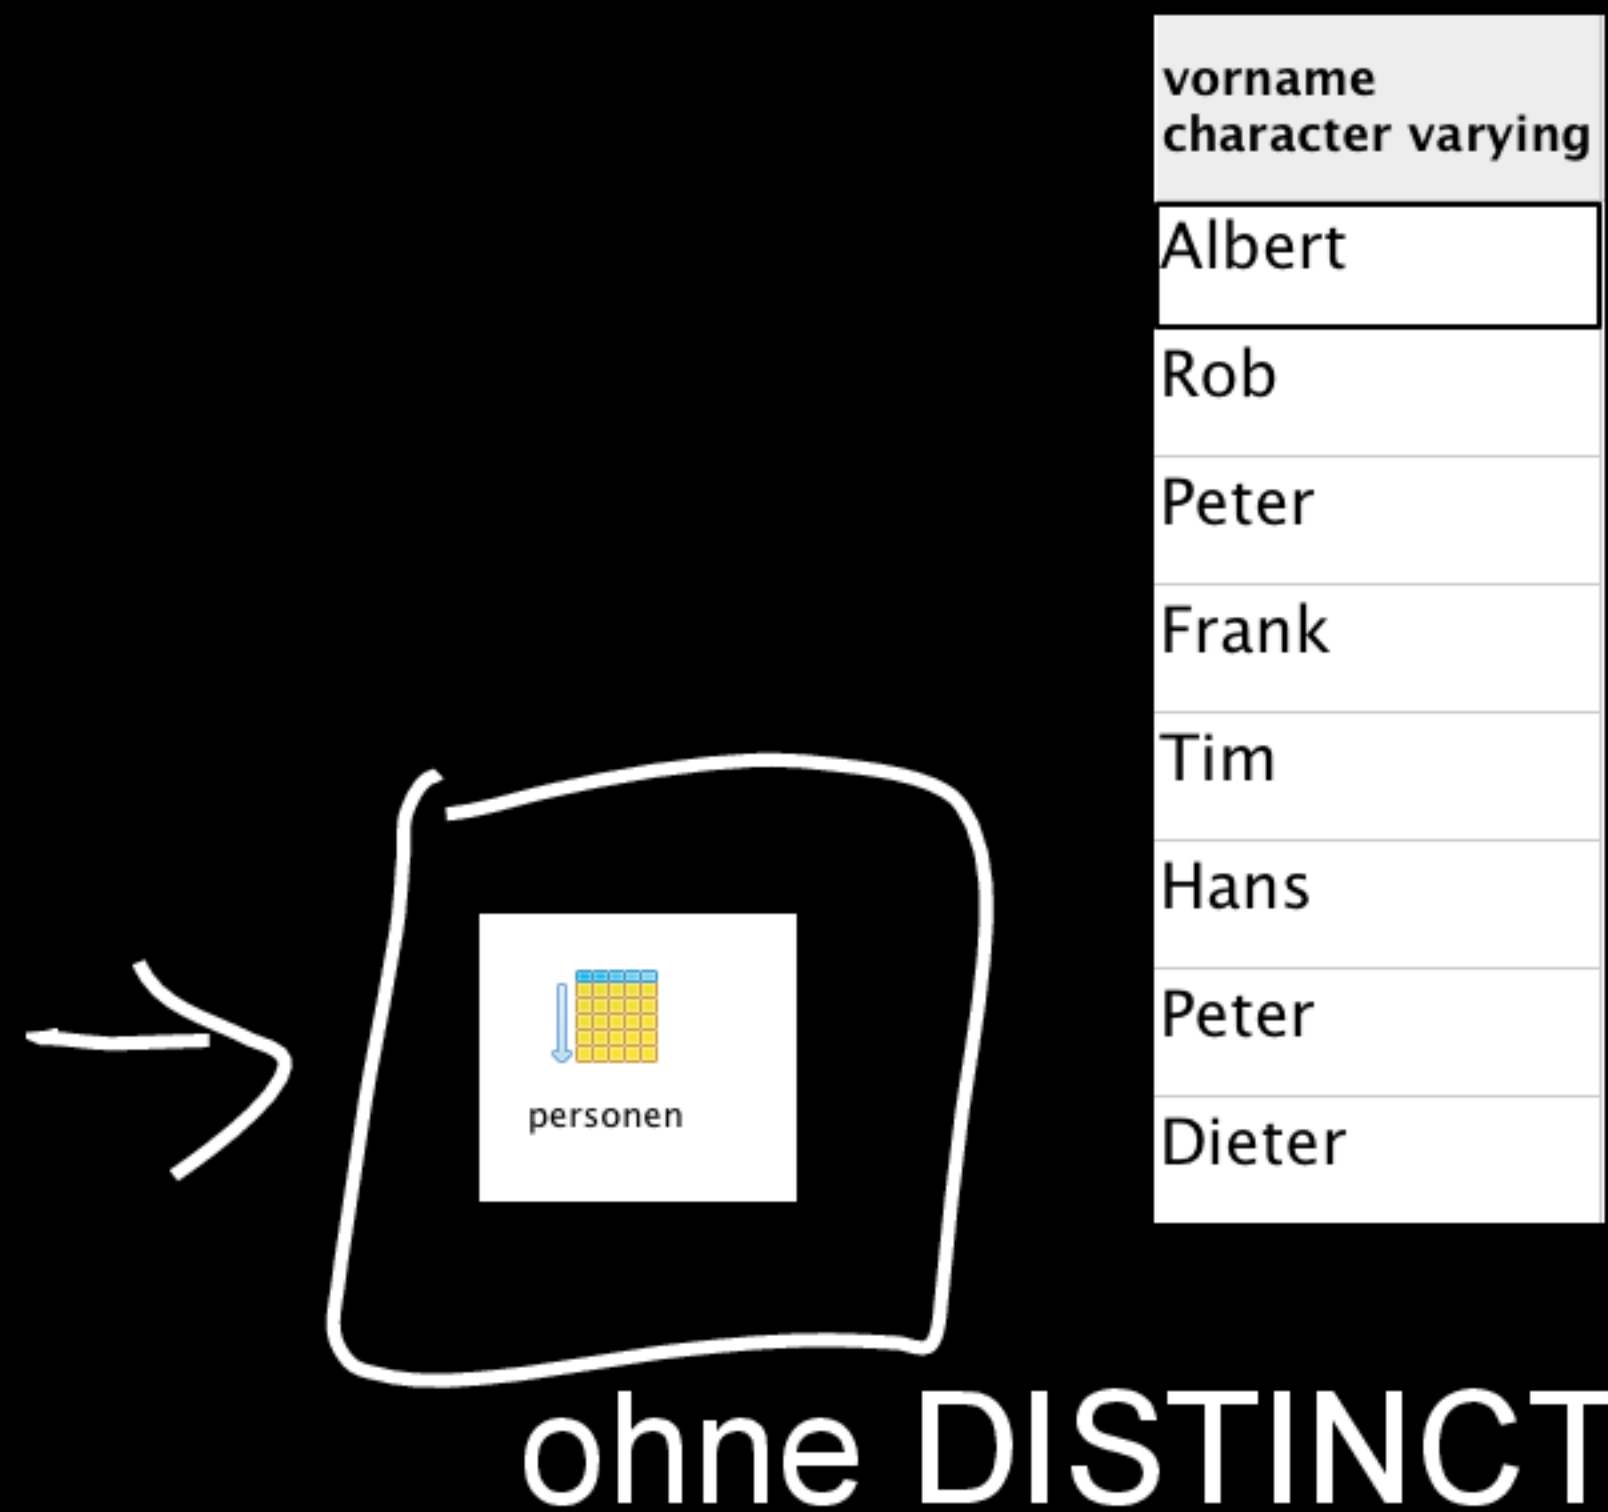 vorname
character varying
Albert
Rob
Peter
Frank
Tim
Hans
Peter
Dieter
personen
ohne DISTINCT